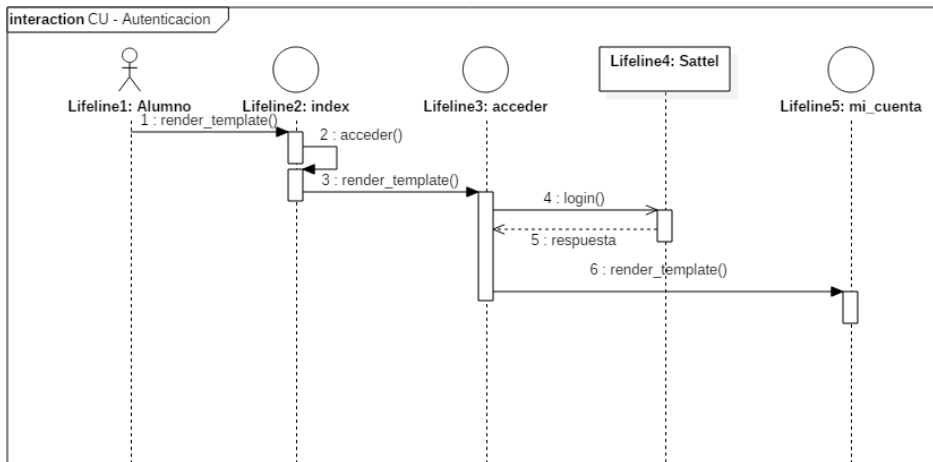 interaction CU - Autenticacion
Lifeline1: Alumno
Lifeline2: index
Lifeline3: acceder
Lifeline4: Sattel
Lifeline5: mi_cuenta
1 : render_template()
2 : acceder()
3 : render_template()
4 : login()
5 : respuesta
6 : render_template()